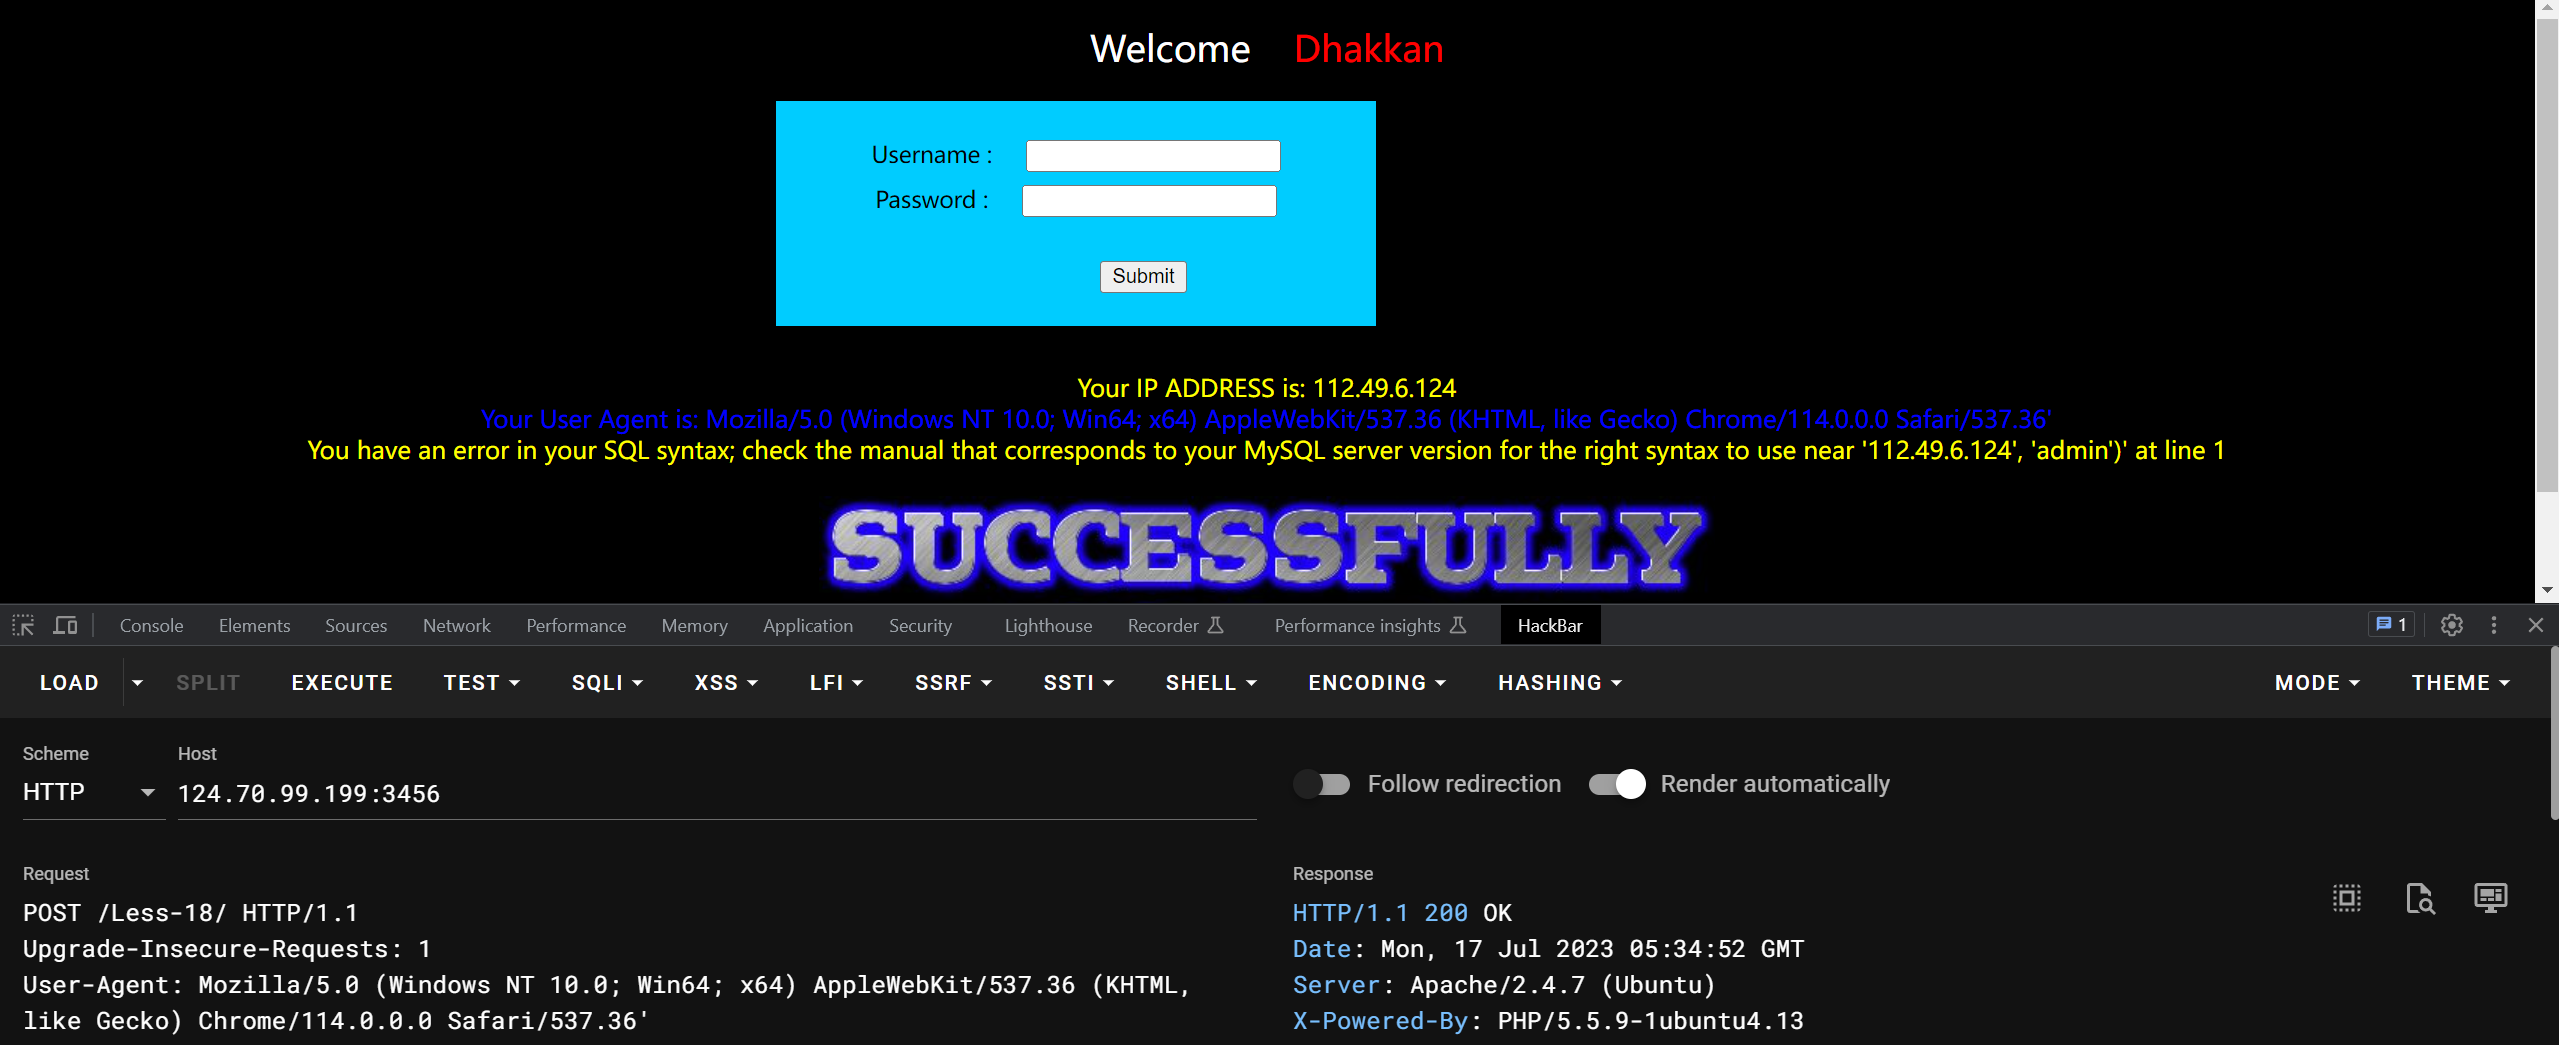 Welcome Dhakkan
Username :
Password :
Submit
Your IP ADDRESS is: 112.49.6.124
Your User Agent is: Mozilla/5.0 (Windows NT 10.0; Win64; x64) AppleWebKit/537.36 (KHTML, like Gecko) Chrome/114.0.0.0 Safari/537.36'
You have an error in your SQL syntax; check the manual that corresponds to your MySQL server version for the right syntax to use near '112.49.6.124', 'admin')' at line 1
SUCCESSFULLY
Console Elements Sources Network Performance Memory Application Security Lighthouse Recorder Performance insights HackBar 1
LOAD SPLIT EXECUTE TEST SQLI XSS LFI SSRF SSTI SHELL ENCODING HASHING MODE THEME
Scheme Host
HTTP 124.70.99.199:3456 Follow redirection Render automatically
Request
POST /Less-18/ HTTP/1.1
Upgrade-Insecure-Requests: 1
User-Agent: Mozilla/5.0 (Windows NT 10.0; Win64; x64) AppleWebKit/537.36 (KHTML,
like Gecko) Chrome/114.0.0.0 Safari/537.36'
Response
HTTP/1.1 200 OK
Date: Mon, 17 Jul 2023 05:34:52 GMT
Server: Apache/2.4.7 (Ubuntu)
X-Powered-By: PHP/5.5.9-1ubuntu4.13